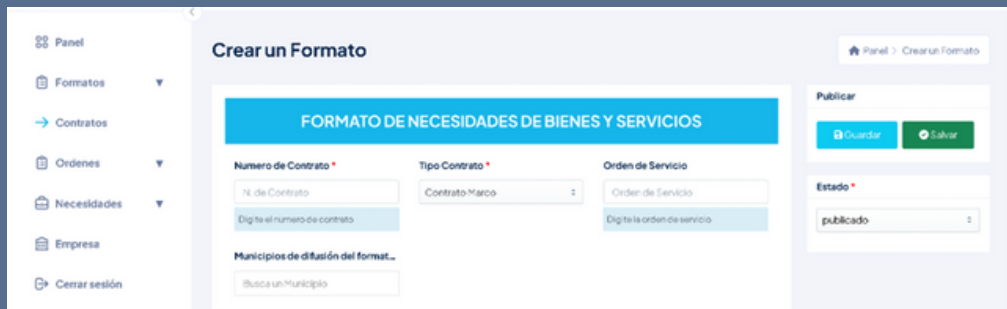 Panel
Formatos
Contratos
Ordenes
Necesidades
Empresa
Cerrar sesión
Crear un Formato
Panel > Crear un Formato
FORMATO DE NECESIDADES DE BIENES Y SERVICIOS
Numero de Contrato *
N. de Contrato
Digite el numero de contrato
Tipo Contrato *
Contrato Marco
Orden de Servicio
Orden de Servicio
Digite la orden de servicio
Municipios de difusión del format...
Busca un Municipio
Publicar
Guardar
Salvar
Estado *
publicado